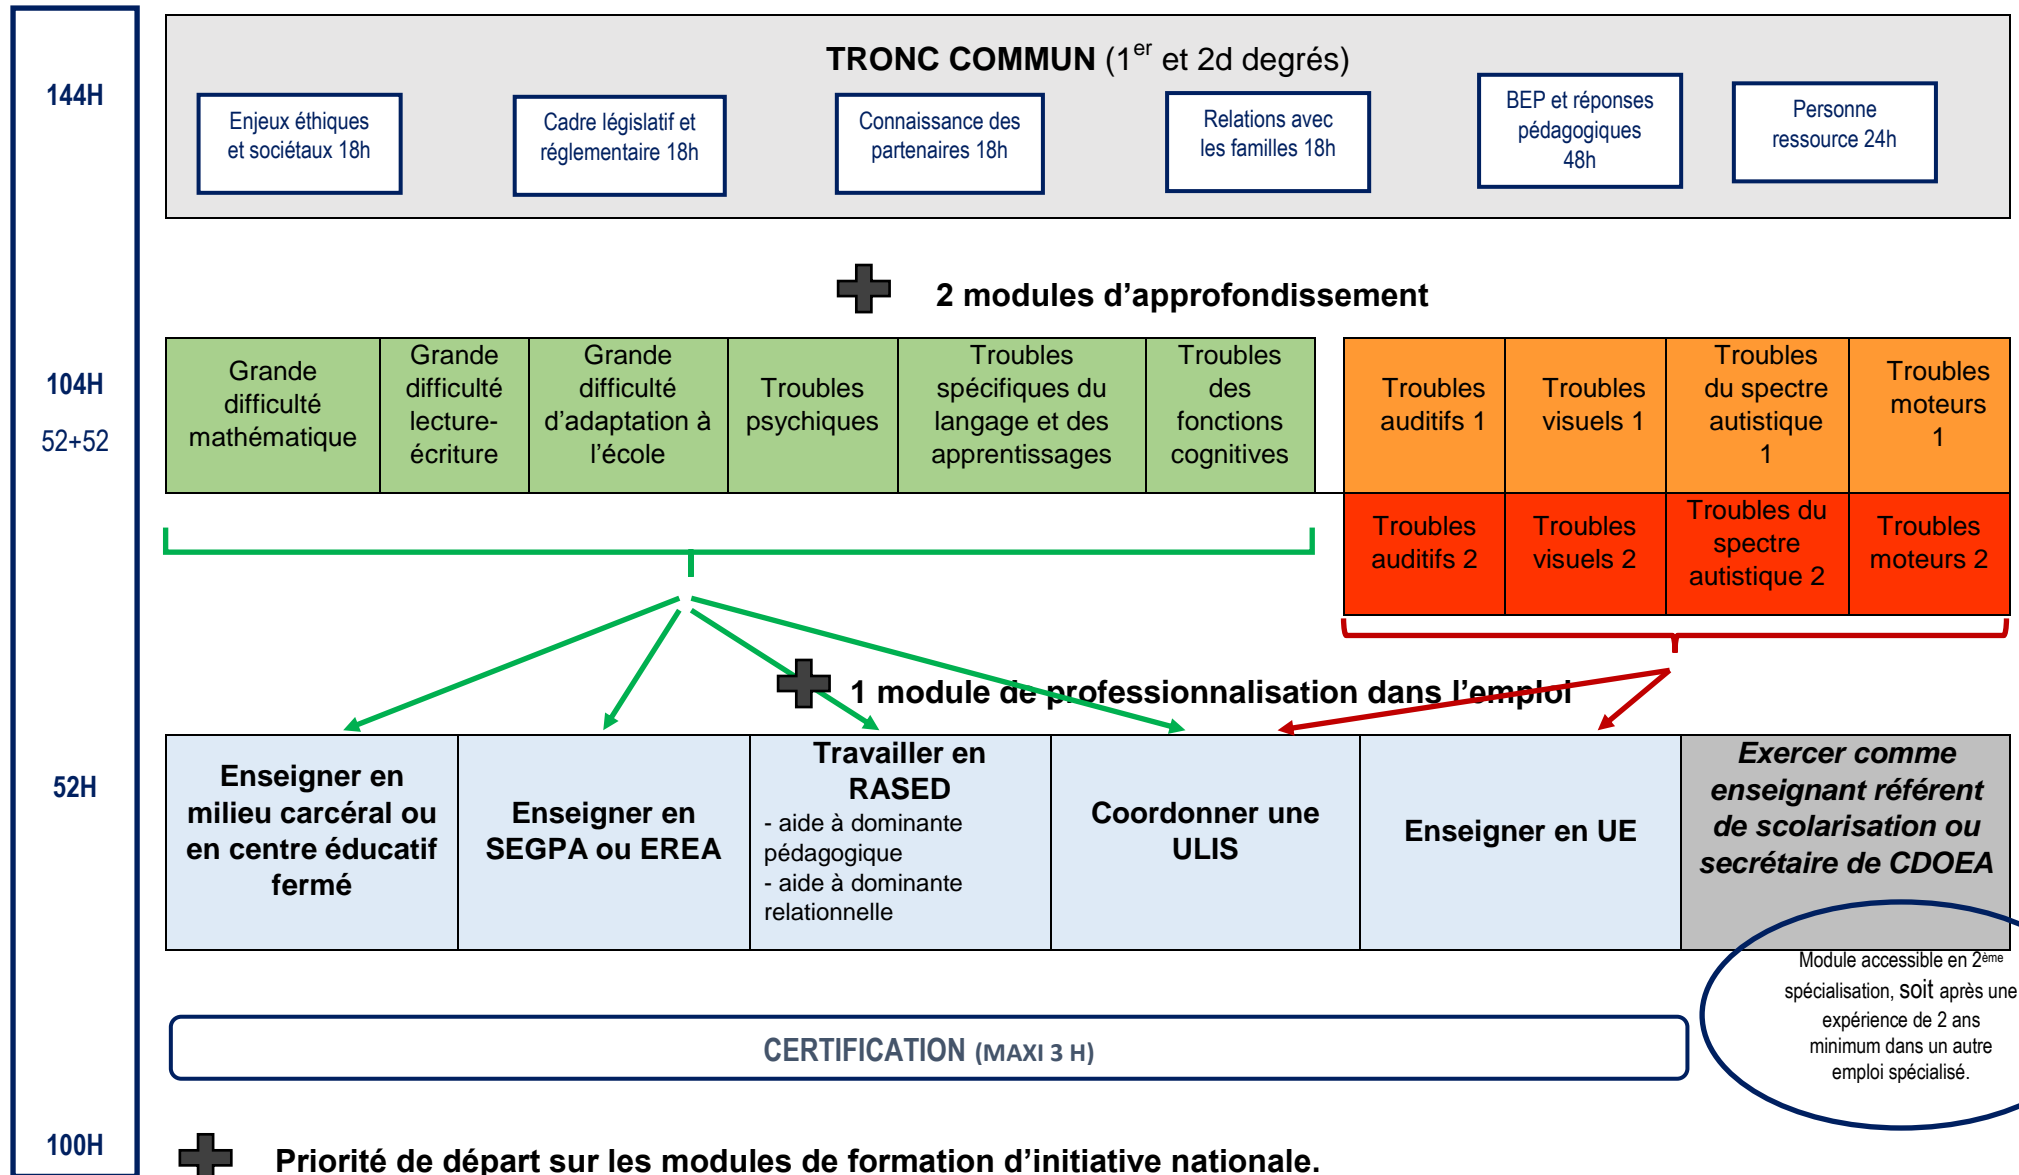 144H
TRONC COMMUN (1er et 2d degrés)
Enjeux éthiques
et sociétaux 18h
Cadre législatif et
réglementaire 18h
Connaissance des
partenaires 18h
Relations avec
les familles 18h
BEP et réponses
pédagogiques
48h
Personne
ressource 24h
2 modules d’approfondissement
104H
52+52
Grande
difficulté
mathématique
Grande
difficulté
lecture-
écriture
Grande
difficulté
d’adaptation à
l’école
Troubles
psychiques
Troubles
spécifiques du
langage et des
apprentissages
Troubles
des
fonctions
cognitives
Troubles
auditifs 1
Troubles
visuels 1
Troubles
du spectre
autistique
1
Troubles
moteurs
1
Troubles
auditifs 2
Troubles
visuels 2
Troubles du
spectre
autistique 2
Troubles
moteurs 2
1 module de professionnalisation dans l’emploi
52H
Enseigner en
milieu carcéral ou
en centre éducatif
fermé
Enseigner en
SEGPA ou EREA
Travailler en
RASED
- aide à dominante
pédagogique
- aide à dominante
relationnelle
Coordonner une
ULIS
Enseigner en UE
Exercer comme
enseignant référent
de scolarisation ou
secrétaire de CDOEA
Module accessible en 2ème
spécialisation, soit après une
expérience de 2 ans
minimum dans un autre
emploi spécialisé.
CERTIFICATION (MAXI 3 H)
100H
Priorité de départ sur les modules de formation d’initiative nationale.